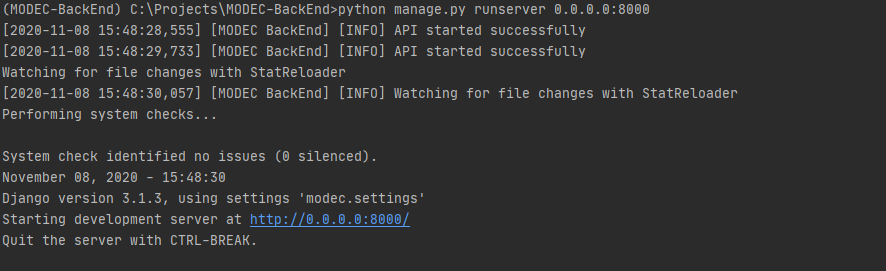 (MODEC-BackEnd) C:\Projects\MODEC-BackEnd>python manage.py runserver 0.0.0.0:8000
[2020-11-08 15:48:28,555] [MODEC BackEnd] [INFO] API started successfully
[2020-11-08 15:48:29,733] [MODEC BackEnd] [INFO] API started successfully
Watching for file changes with StatReloader
[2020-11-08 15:48:30,057] [MODEC BackEnd] [INFO] Watching for file changes with StatReloader
Performing system checks...
System check identified no issues (0 silenced).
November 08, 2020 - 15:48:30
Django version 3.1.3, using settings 'modec.settings'
Starting development server at http://0.0.0.0:8000/
Quit the server with CTRL-BREAK.